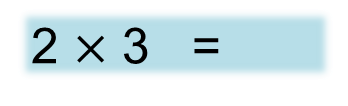 2 × 3 =